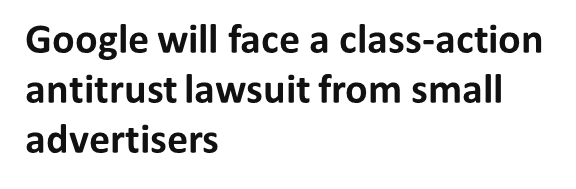 Google will face a class-action
antitrust lawsuit from small
advertisers